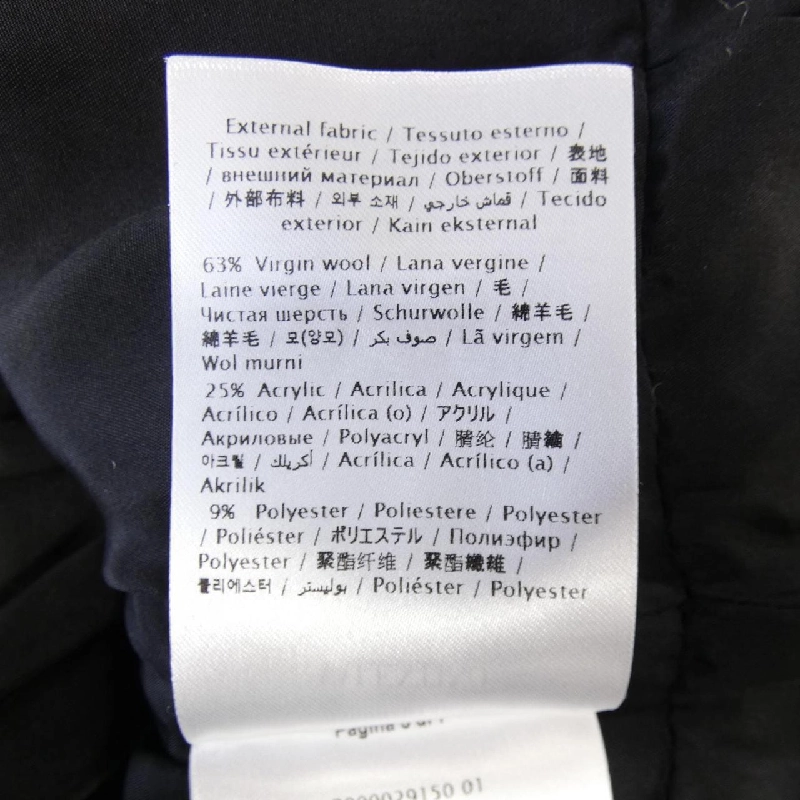 External fabric / Tessuto esterno /
Tissu extérieur / Tejido exterior / 表地
/ внешний материал / Oberstoff / 面料
/ 外部布料 / 외부 소재 / قماش خارجي / Tecido
exterior / Kain eksternal
63% Virgin wool / Lana vergine /
Laine vierge / Lana virgen / 毛 /
Чистая шерсть / Schurwolle / 綿羊毛 /
綿羊毛 / 모(양모) / صوف بكر / Lã virgem /
Wol murni
25% Acrylic / Acrilica / Acrylique /
Acrílico / Acrílica (o) / アクリル /
Акриловые / Polyacryl / 腈纶 / 腈纖 /
아크릴 / أكريلك / Acrílica / Acrílico (a) /
Akrilik
9% Polyester / Poliestere / Polyester
/ Poliéster / ポリエステル / Полиэфир /
Polyester / 聚酯纤维 / 聚酯纖維 /
폴리에스터 / بوليستر / Poliéster / Polyester
29150 01